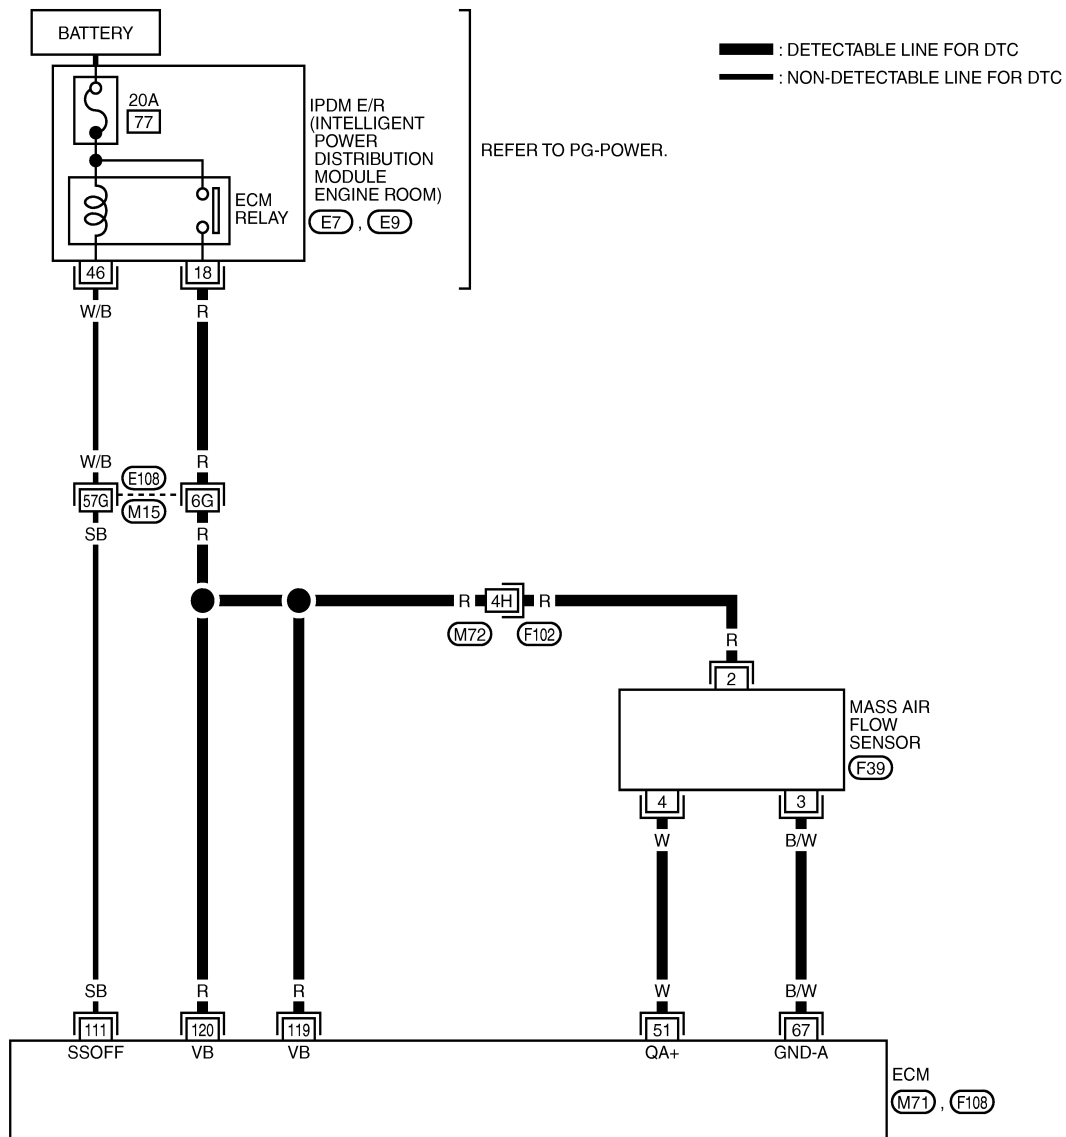 BATTERY
: DETECTABLE LINE FOR DTC
: NON-DETECTABLE LINE FOR DTC
20A
77
IPDM E/R
(INTELLIGENT
POWER
DISTRIBUTION
MODULE
ENGINE ROOM)
E7 , E9
REFER TO PG-POWER.
ECM
RELAY
46
18
W/B
R
W/B
R
E108
57G
6G
M15
SB
R
R
4H
R
M72
F102
R
2
MASS AIR
FLOW
SENSOR
F39
4
3
W
B/W
SB
R
R
W
B/W
111
120
119
51
67
SSOFF
VB
VB
QA+
GND-A
ECM
M71 , F108